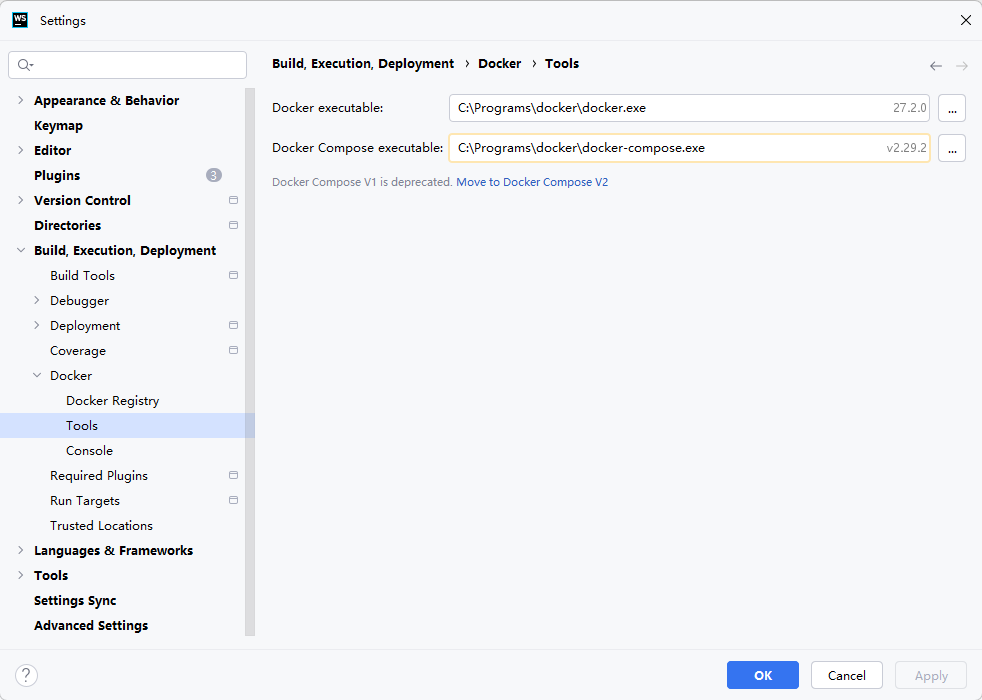 WS Settings
Appearance & Behavior
Keymap
Editor
Plugins 3
Version Control
Directories
Build, Execution, Deployment
Build Tools
Debugger
Deployment
Coverage
Docker
Docker Registry
Tools
Console
Required Plugins
Run Targets
Trusted Locations
Languages & Frameworks
Tools
Settings Sync
Advanced Settings
Build, Execution, Deployment › Docker › Tools
Docker executable: C:\Programs\docker\docker.exe 27.2.0 ...
Docker Compose executable: C:\Programs\docker\docker-compose.exe v2.29.2 ...
Docker Compose V1 is deprecated. Move to Docker Compose V2
? OK Cancel Apply